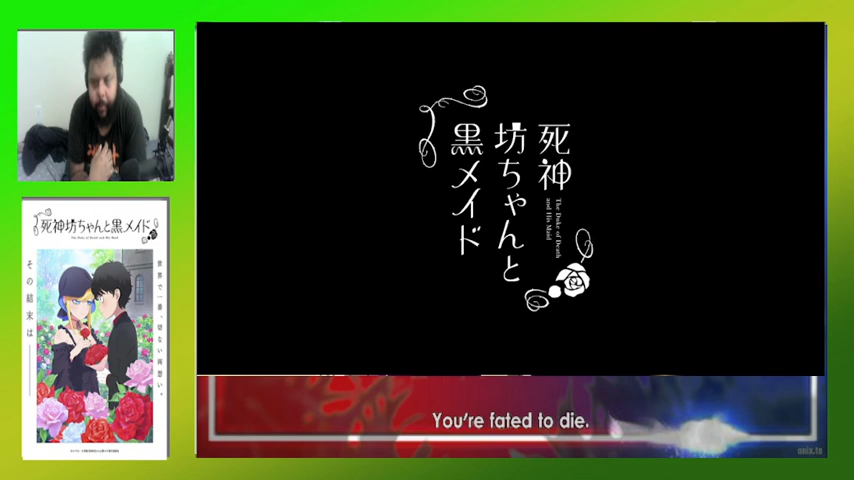 死神
坊ちゃんと
黒メイド
The Duke of Death
and His Maid
死神坊ちゃんと黒メイド
The Duke of Death and His Maid
世界で一番、切ない両想い。
その結末は
You're fated to die.
anix.to